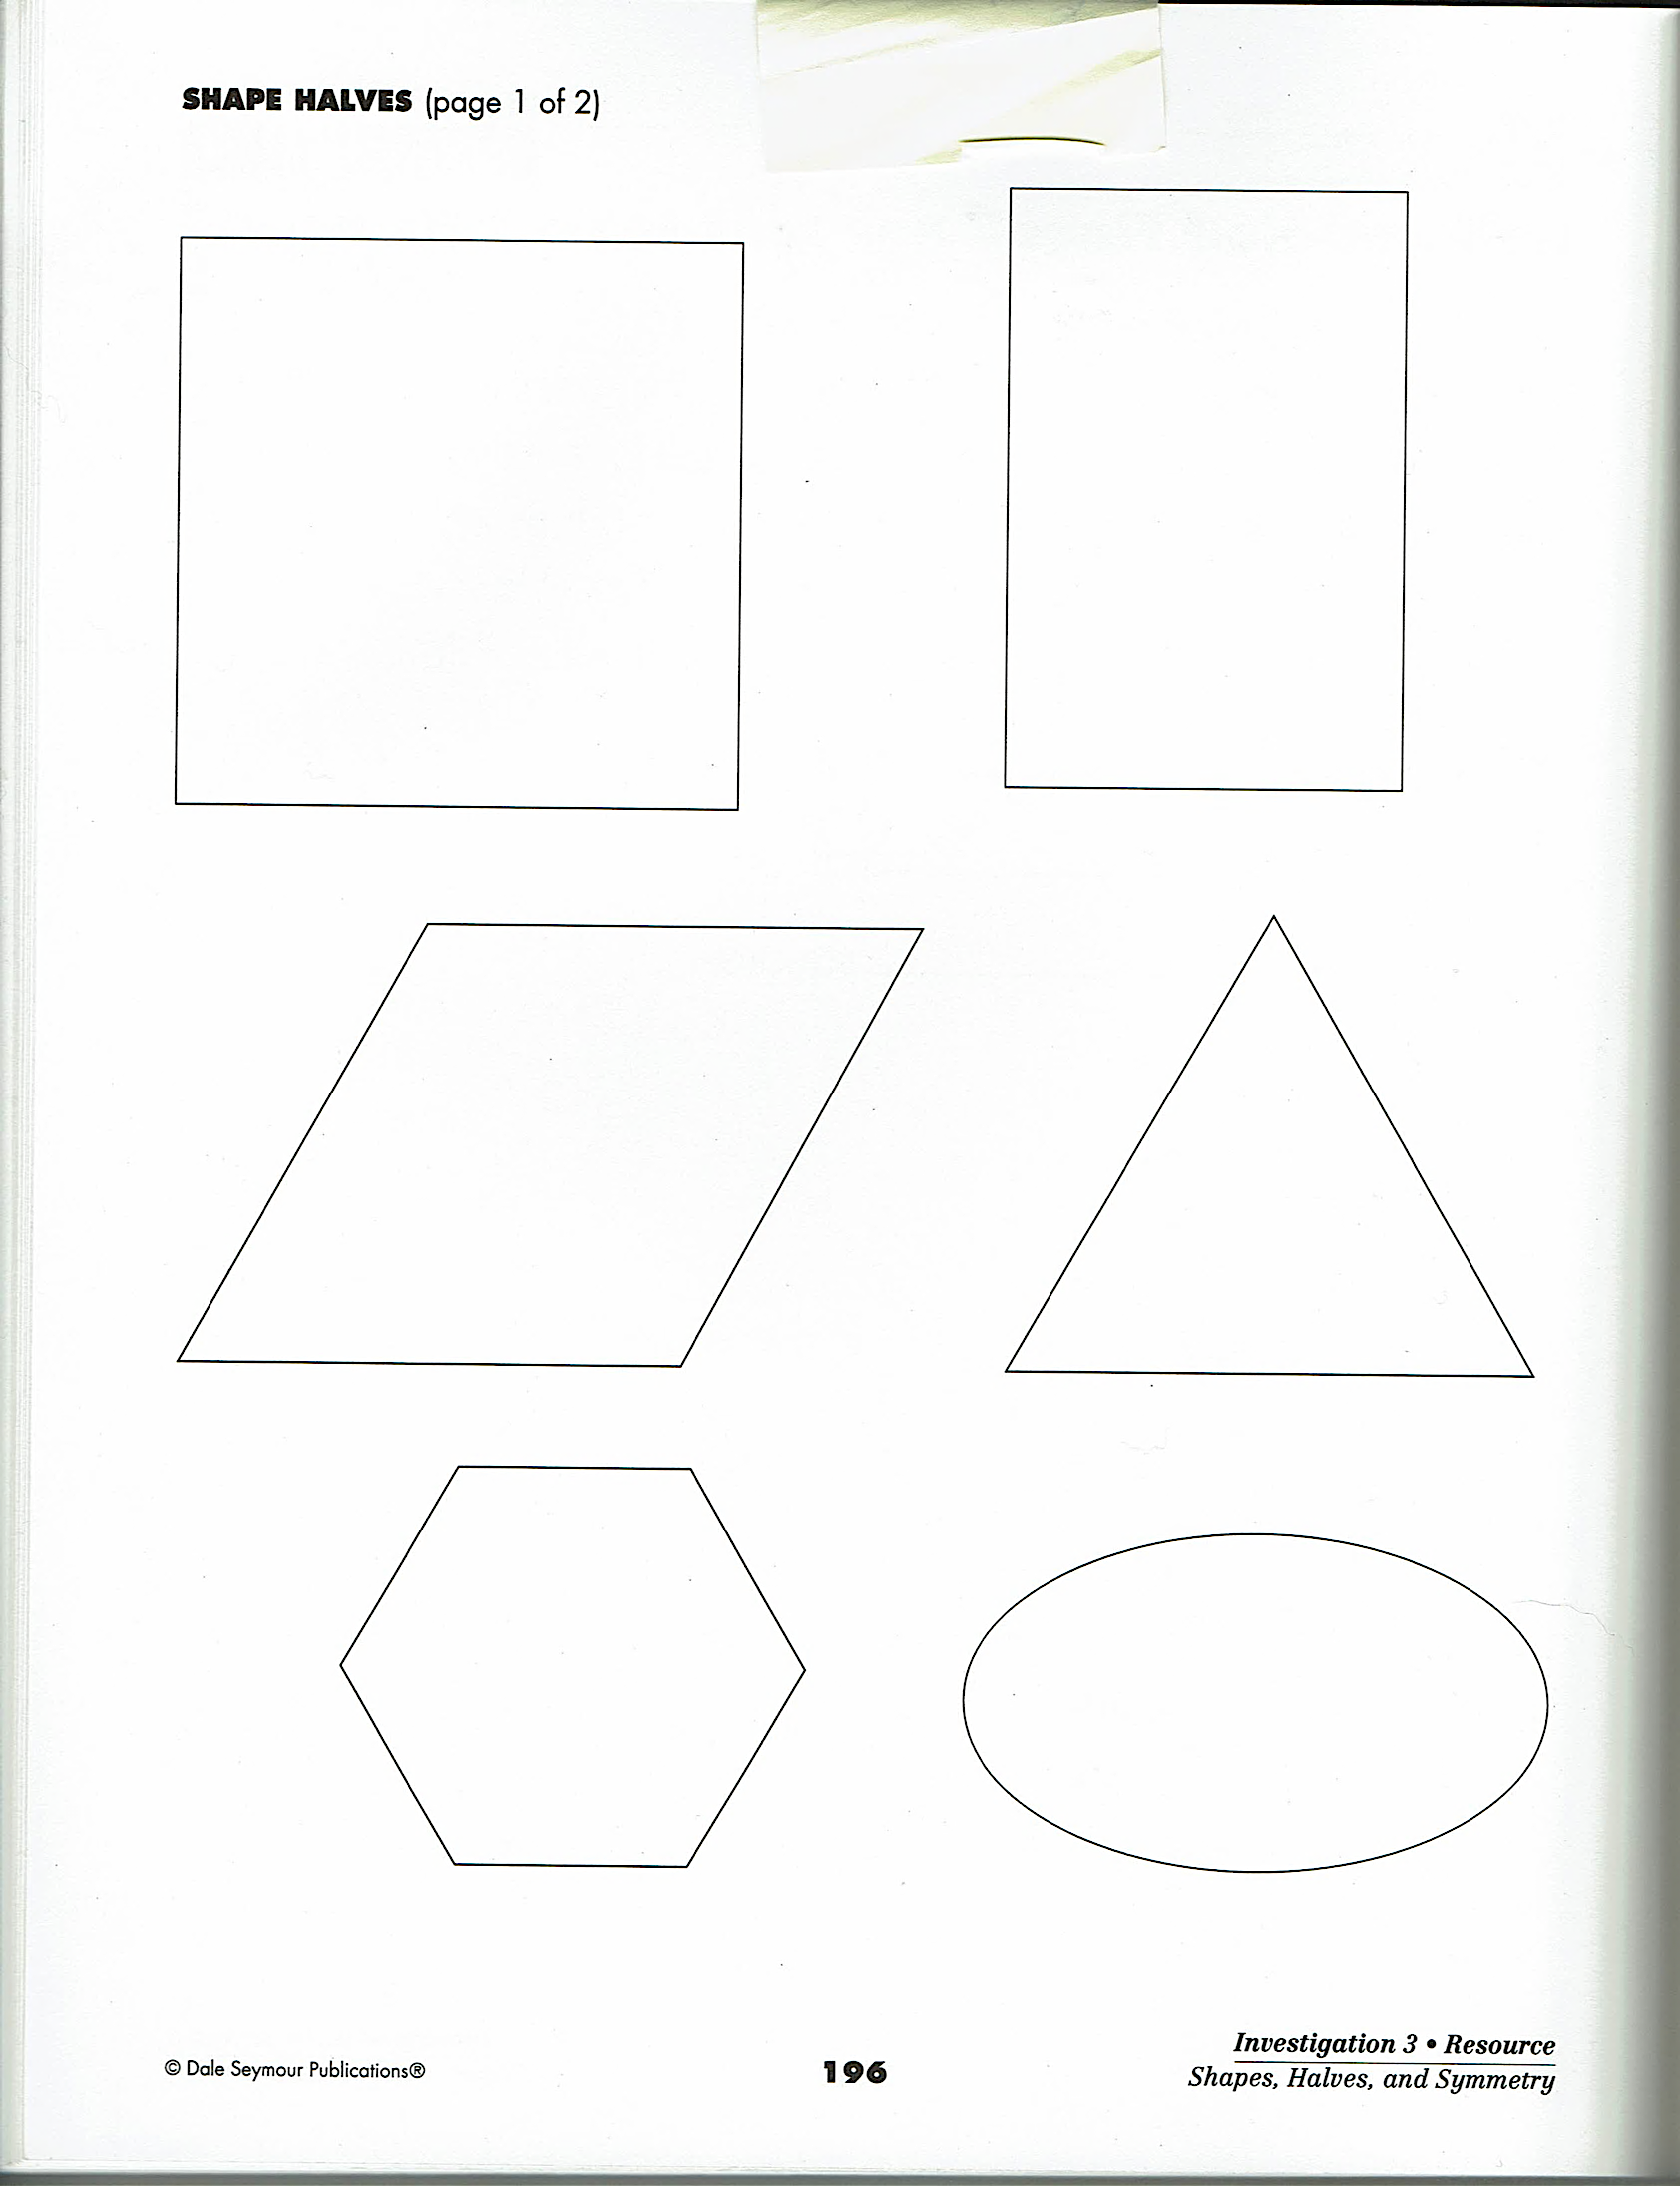 SHAPE HALVES (page 1 of 2)
© Dale Seymour Publications®
196
Investigation 3 • Resource
Shapes, Halves, and Symmetry